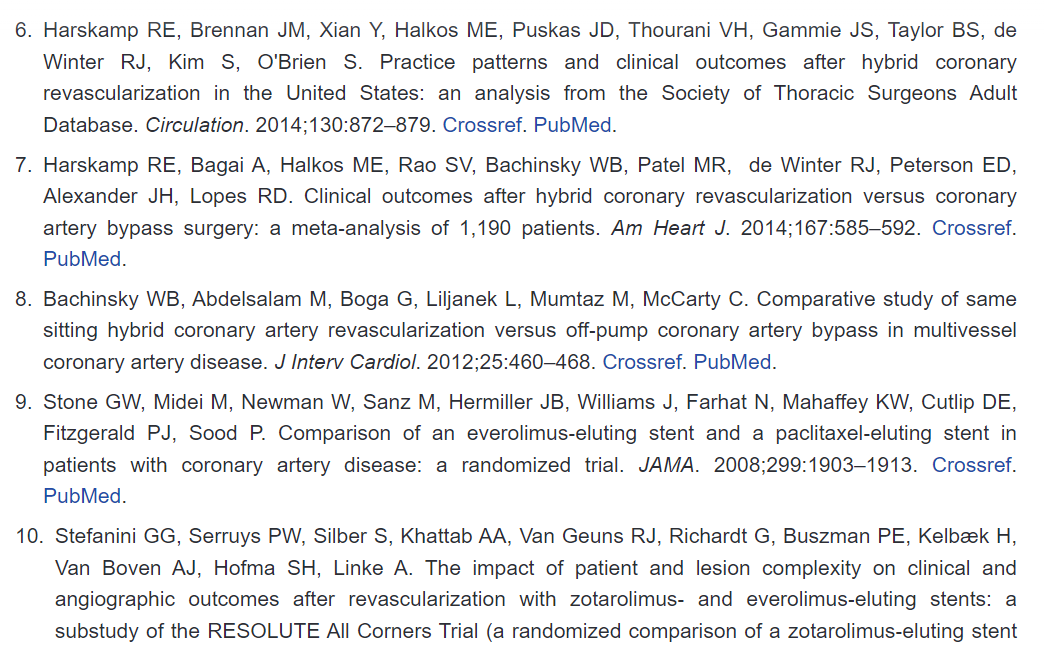 6. Harskamp RE, Brennan JM, Xian Y, Halkos ME, Puskas JD, Thourani VH, Gammie JS, Taylor BS, de
Winter RJ, Kim S, O'Brien S. Practice patterns and clinical outcomes after hybrid coronary
revascularization in the United States: an analysis from the Society of Thoracic Surgeons Adult
Database. Circulation. 2014;130:872–879. Crossref. PubMed.
7. Harskamp RE, Bagai A, Halkos ME, Rao SV, Bachinsky WB, Patel MR, de Winter RJ, Peterson ED,
Alexander JH, Lopes RD. Clinical outcomes after hybrid coronary revascularization versus coronary
artery bypass surgery: a meta-analysis of 1,190 patients. Am Heart J. 2014;167:585–592. Crossref.
PubMed.
8. Bachinsky WB, Abdelsalam M, Boga G, Liljanek L, Mumtaz M, McCarty C. Comparative study of same
sitting hybrid coronary artery revascularization versus off-pump coronary artery bypass in multivessel
coronary artery disease. J Interv Cardiol. 2012;25:460–468. Crossref. PubMed.
9. Stone GW, Midei M, Newman W, Sanz M, Hermiller JB, Williams J, Farhat N, Mahaffey KW, Cutlip DE,
Fitzgerald PJ, Sood P. Comparison of an everolimus-eluting stent and a paclitaxel-eluting stent in
patients with coronary artery disease: a randomized trial. JAMA. 2008;299:1903–1913. Crossref.
PubMed.
10. Stefanini GG, Serruys PW, Silber S, Khattab AA, Van Geuns RJ, Richardt G, Buszman PE, Kelbæk H,
Van Boven AJ, Hofma SH, Linke A. The impact of patient and lesion complexity on clinical and
angiographic outcomes after revascularization with zotarolimus- and everolimus-eluting stents: a
substudy of the RESOLUTE All Corners Trial (a randomized comparison of a zotarolimus-eluting stent